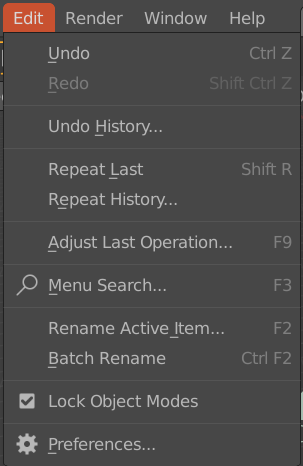 Edit Render Window Help
Undo Ctrl Z
Redo Shift Ctrl Z
Undo History...
Repeat Last Shift R
Repeat History...
Adjust Last Operation... F9
Menu Search... F3
Rename Active Item... F2
Batch Rename Ctrl F2
Lock Object Modes
Preferences...